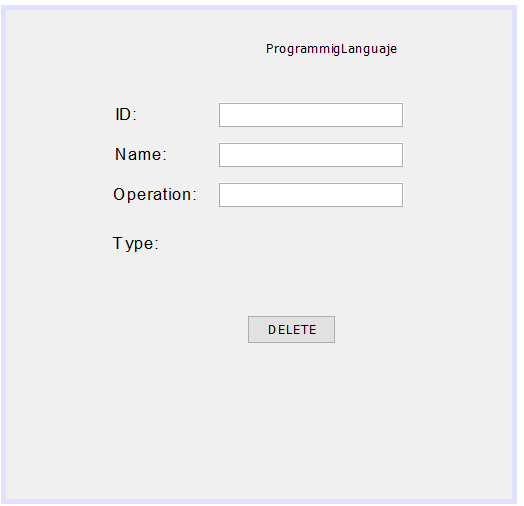 ProgrammigLanguaje
ID:
Name:
Operation:
Type:
DELETE